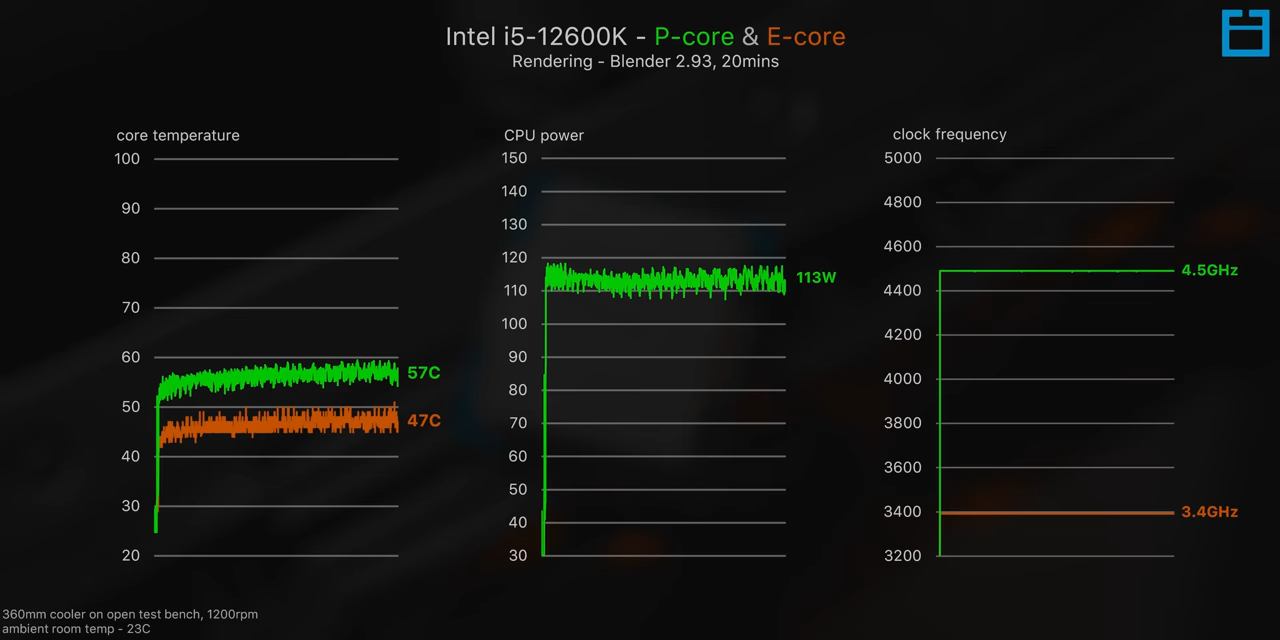 Intel i5-12600K - P-core & E-core
Rendering - Blender 2.93, 20mins
core temperature
100
90
80
70
60
50
40
30
20
57C
47C
CPU power
150
140
130
120
110
100
90
80
70
60
50
40
30
113W
clock frequency
5000
4800
4600
4400
4200
4000
3800
3600
3400
3200
4.5GHz
3.4GHz
360mm cooler on open test bench, 1200rpm
ambient room temp - 23C